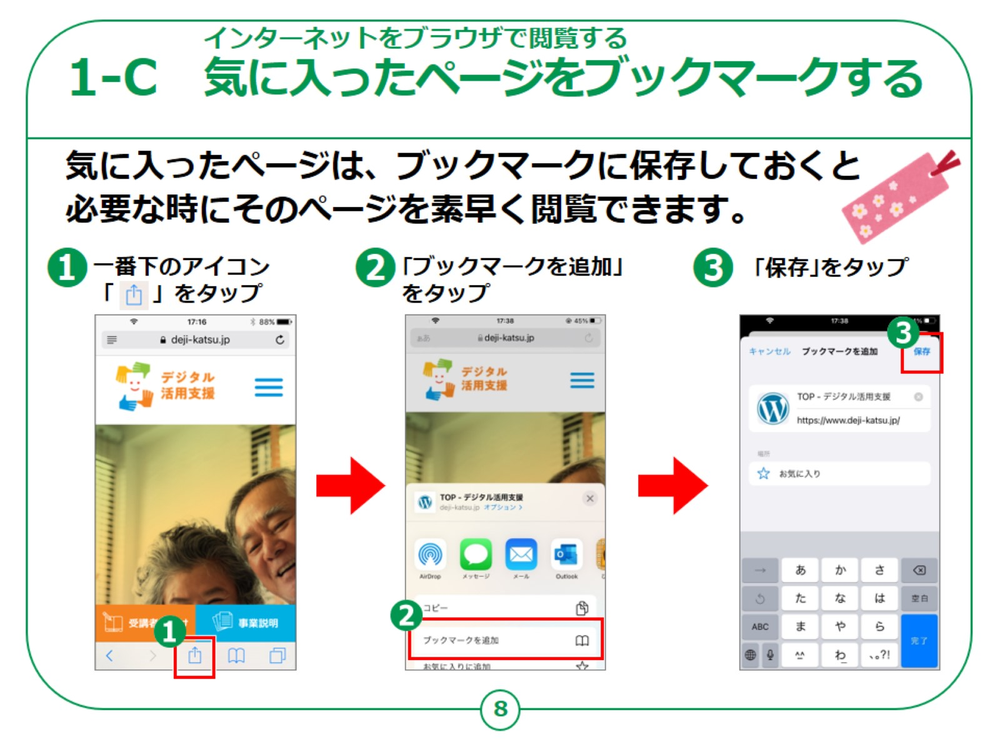 インターネットをブラウザで閲覧する
1-C 気に入ったページをブックマークする
気に入ったページは、ブックマークに保存しておくと
必要な時にそのページを素早く閲覧できます。
1 一番下のアイコン
「 」をタップ
2 「ブックマークを追加」
をタップ
3 「保存」をタップ
17:16 88%
deji-katsu.jp
デジタル
活用支援
受講者 け
事業説明
1
17:38 45%
ああ deji-katsu.jp
デジタル
活用支援
TOP - デジタル活用支援
deji-katsu.jp オプション >
AirDrop メッセージ メール Outlook
コピー
2
ブックマークを追加
お気に入りに追加
17:38
3
キャンセル ブックマークを追加 保存
TOP - デジタル活用支援
https://www.deji-katsu.jp/
場所
お気に入り
→ あ か さ
た な は 空白
ABC ま や ら
完了
^^ わ 、。?!
8